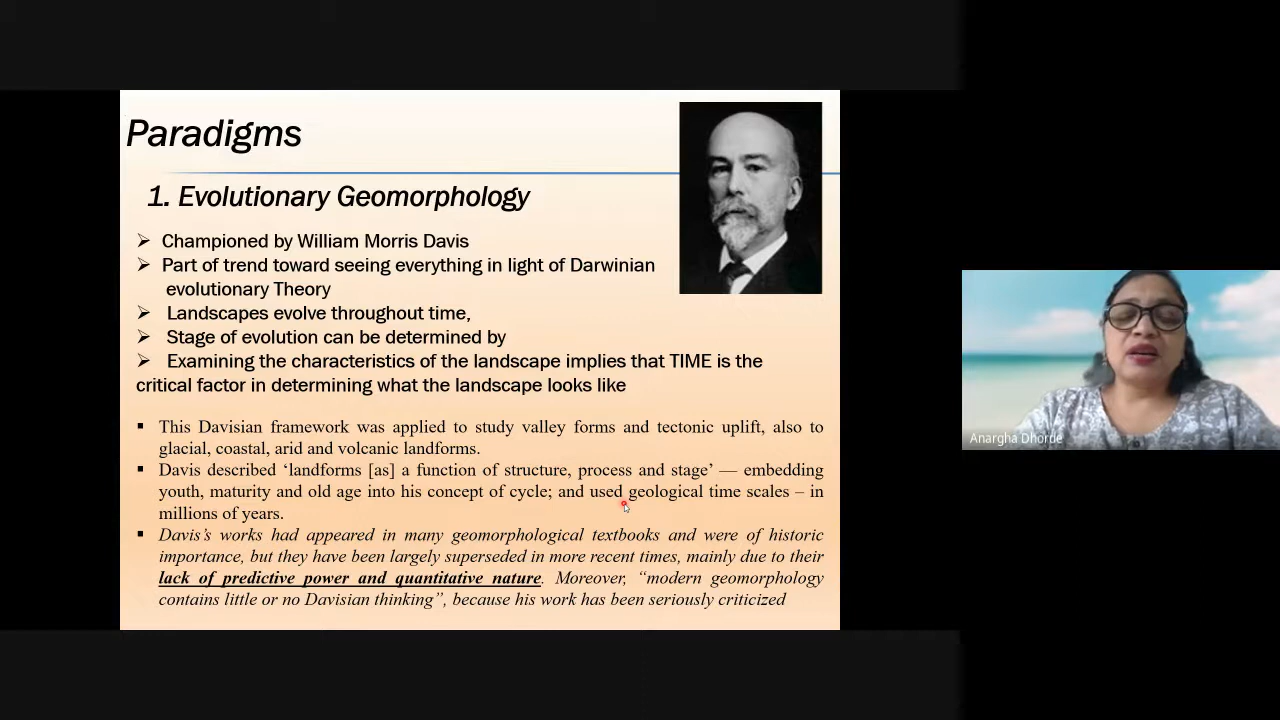 Paradigms
1. Evolutionary Geomorphology
➢ Championed by William Morris Davis
➢ Part of trend toward seeing everything in light of Darwinian
evolutionary Theory
➢ Landscapes evolve throughout time,
➢ Stage of evolution can be determined by
➢ Examining the characteristics of the landscape implies that TIME is the
critical factor in determining what the landscape looks like
▪ This Davisian framework was applied to study valley forms and tectonic uplift, also to
glacial, coastal, arid and volcanic landforms.
▪ Davis described ‘landforms [as] a function of structure, process and stage’ — embedding
youth, maturity and old age into his concept of cycle; and used geological time scales – in
millions of years.
▪ Davis’s works had appeared in many geomorphological textbooks and were of historic
importance, but they have been largely superseded in more recent times, mainly due to their
lack of predictive power and quantitative nature. Moreover, “modern geomorphology
contains little or no Davisian thinking”, because his work has been seriously criticized
Anargha Dhorde